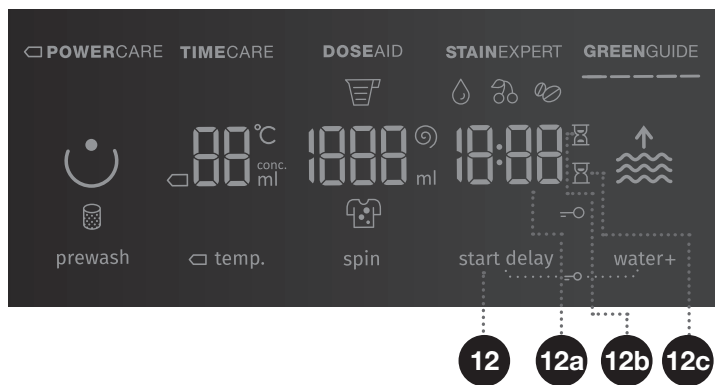 POWERCARE TIMECARE DOSEAID STAINEXPERT GREENGUIDE
88 °C 1888 18:88
conc.
ml ml
prewash temp. spin start delay water+
12 12a 12b 12c